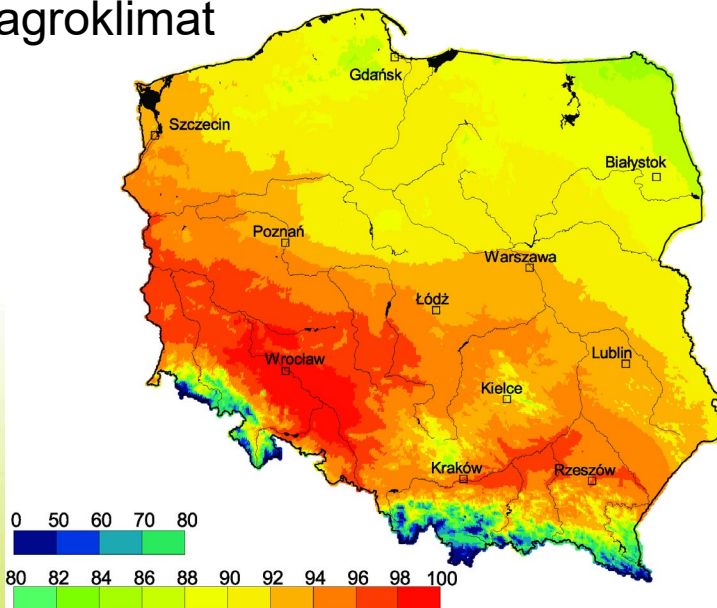 agroklimat
Gdańsk
Szczecin
Białystok
Poznań
Warszawa
Łódź
Wrocław
Lublin
Kielce
Kraków
Rzeszów
0 50 60 70 80
80 82 84 86 88 90 92 94 96 98 100